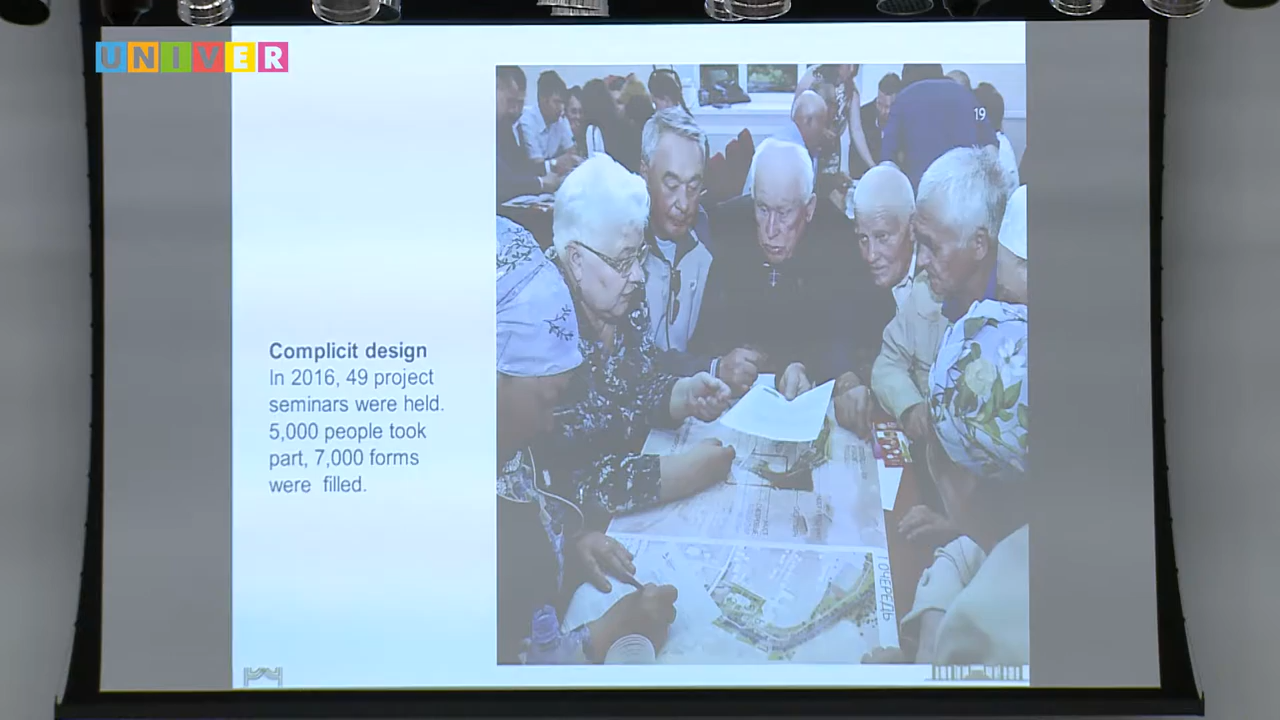 UNIVER
19
Complicit design
In 2016, 49 project
seminars were held.
5,000 people took
part, 7,000 forms
were filled.
I ОЧЕРЕДЬ